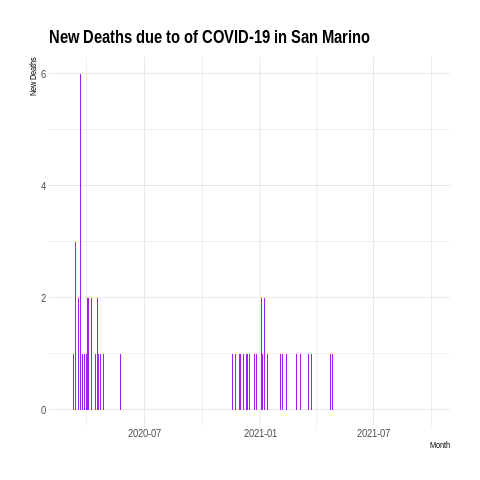 New Deaths due to of COVID-19 in San Marino
New Deaths
6
4
2
0
2020-07 2021-01 2021-07
Month